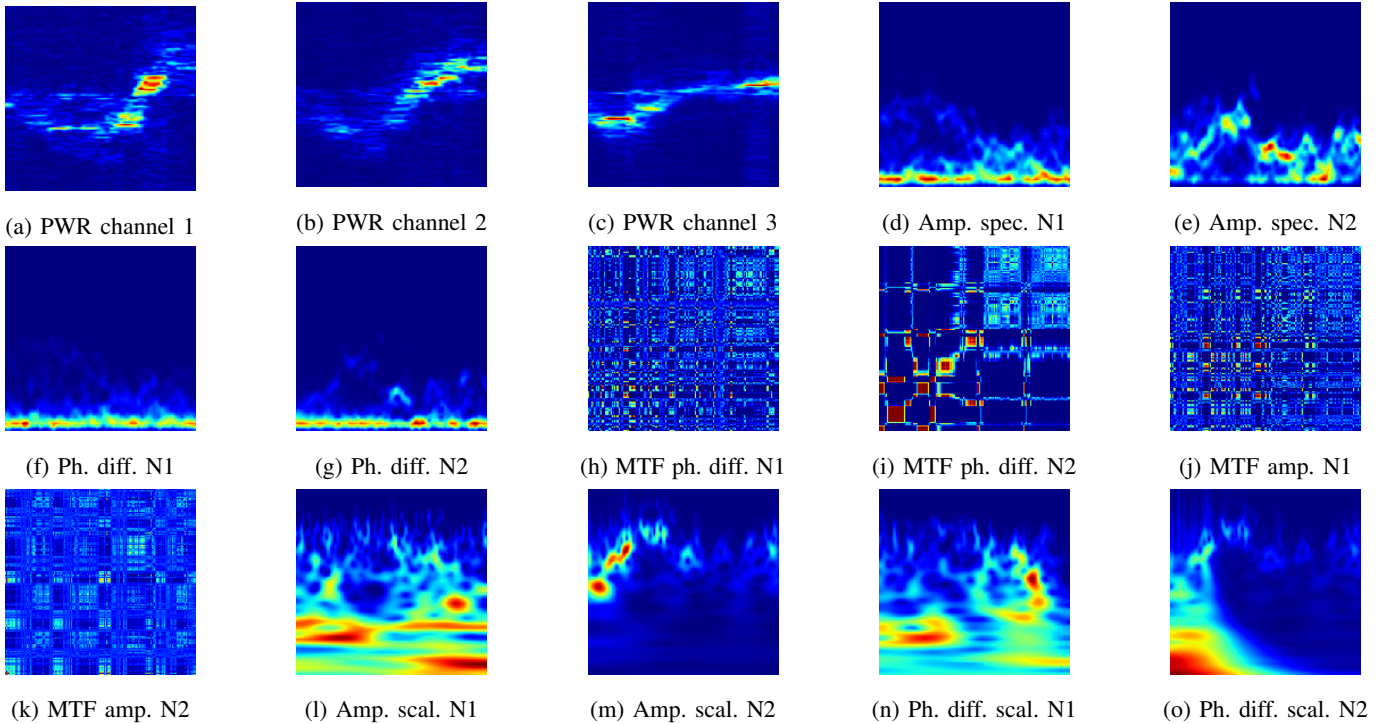 (a) PWR channel 1
(b) PWR channel 2
(c) PWR channel 3
(d) Amp. spec. N1
(e) Amp. spec. N2
(f) Ph. diff. N1
(g) Ph. diff. N2
(h) MTF ph. diff. N1
(i) MTF ph. diff. N2
(j) MTF amp. N1
(k) MTF amp. N2
(l) Amp. scal. N1
(m) Amp. scal. N2
(n) Ph. diff. scal. N1
(o) Ph. diff. scal. N2